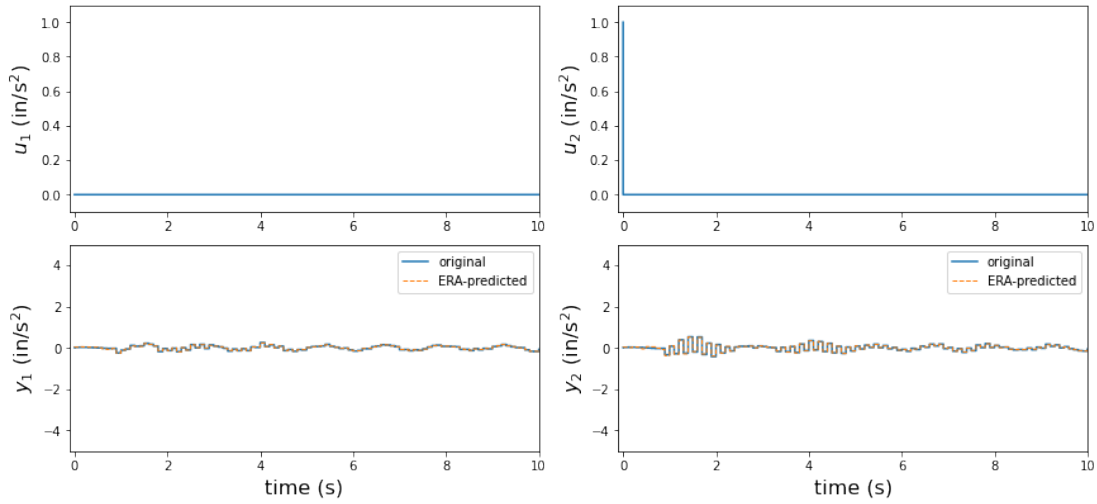 u₁ (in/s²)
1.0
0.8
0.6
0.4
0.2
0.0
0 2 4 6 8 10
u₂ (in/s²)
1.0
0.8
0.6
0.4
0.2
0.0
0 2 4 6 8 10
y₁ (in/s²)
4
2
0
−2
−4
original
ERA-predicted
0 2 4 6 8 10
time (s)
y₂ (in/s²)
4
2
0
−2
−4
original
ERA-predicted
0 2 4 6 8 10
time (s)